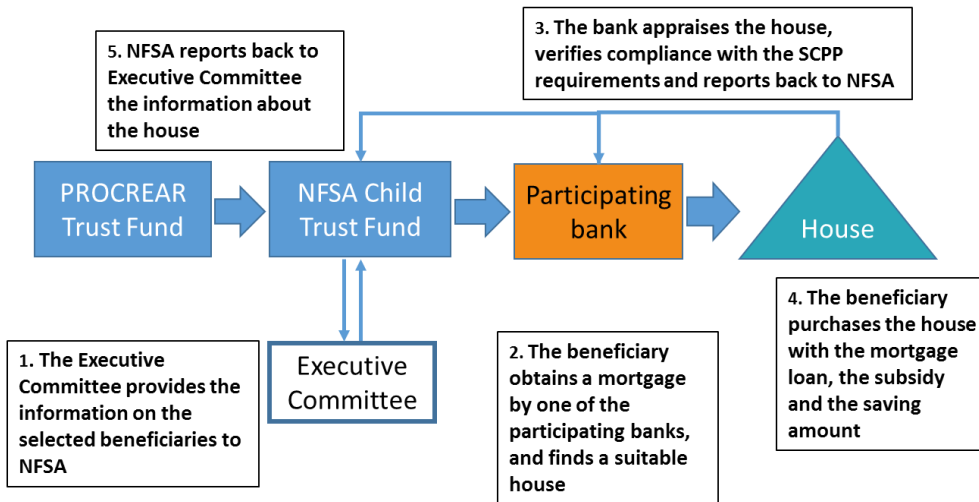 5. NFSA reports back to
Executive Committee
the information about
the house
3. The bank appraises the house,
verifies compliance with the SCPP
requirements and reports back to NFSA
PROCREAR
Trust Fund
NFSA Child
Trust Fund
Participating
bank
House
1. The Executive
Committee provides the
information on the
selected beneficiaries to
NFSA
Executive
Committee
2. The beneficiary
obtains a mortgage
by one of the
participating banks,
and finds a suitable
house
4. The beneficiary
purchases the house
with the mortgage
loan, the subsidy
and the saving
amount